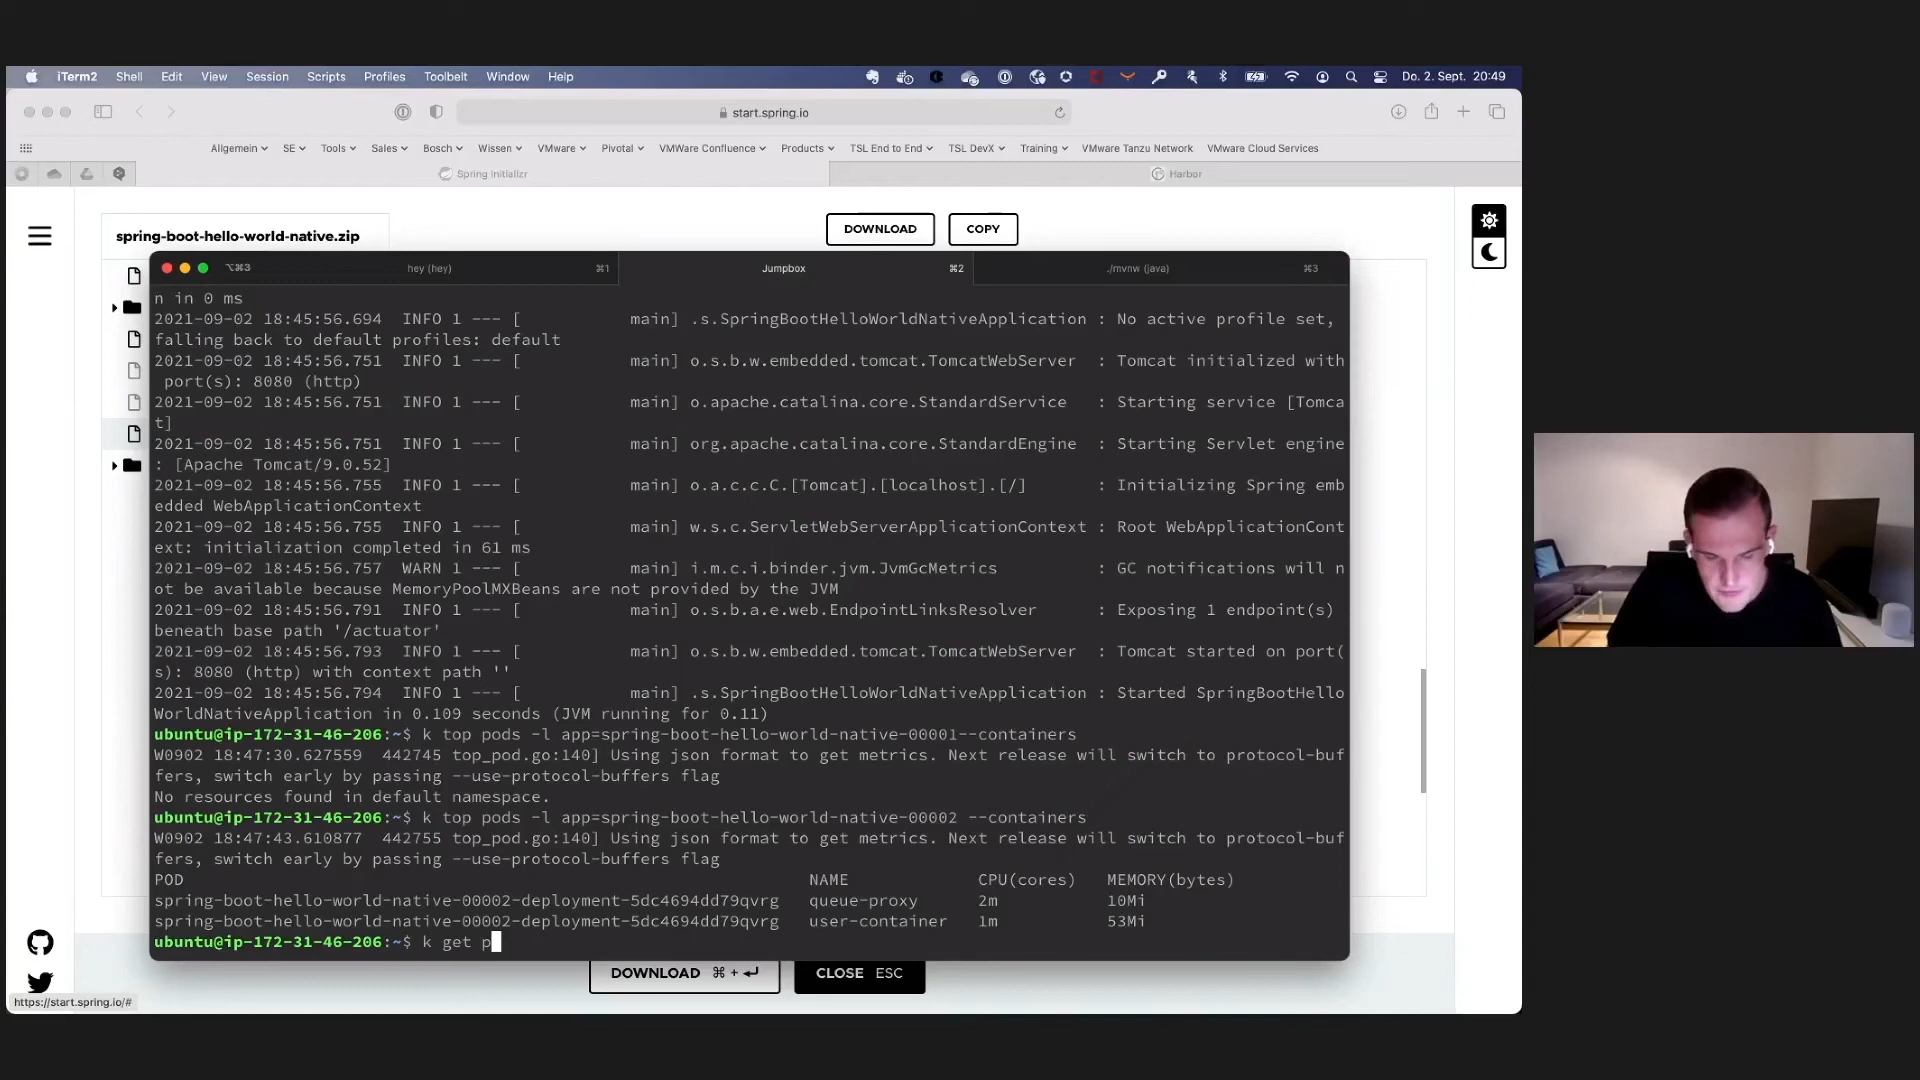 iTerm2 Shell Edit View Session Scripts Profiles Toolbelt Window Help Do. 2. Sept. 20:49
start.spring.io
Allgemein SE Tools Sales Bosch Wissen VMware Pivotal VMWare Confluence Products TSL End to End TSL DevX Training VMware Tanzu Network VMware Cloud Services
Spring Initializr Harbor
spring-boot-hello-world-native.zip DOWNLOAD COPY
⌥⌘3 hey (hey) ⌘1 Jumpbox ⌘2 ./mvnw (java) ⌘3
n in 0 ms
2021-09-02 18:45:56.694  INFO 1 --- [           main] .s.SpringBootHelloWorldNativeApplication : No active profile set,
falling back to default profiles: default
2021-09-02 18:45:56.751  INFO 1 --- [           main] o.s.b.w.embedded.tomcat.TomcatWebServer  : Tomcat initialized with
port(s): 8080 (http)
2021-09-02 18:45:56.751  INFO 1 --- [           main] o.apache.catalina.core.StandardService   : Starting service [Tomca
t]
2021-09-02 18:45:56.751  INFO 1 --- [           main] org.apache.catalina.core.StandardEngine  : Starting Servlet engine
: [Apache Tomcat/9.0.52]
2021-09-02 18:45:56.755  INFO 1 --- [           main] o.a.c.c.C.[Tomcat].[localhost].[/]       : Initializing Spring emb
edded WebApplicationContext
2021-09-02 18:45:56.755  INFO 1 --- [           main] w.s.c.ServletWebServerApplicationContext : Root WebApplicationCont
ext: initialization completed in 61 ms
2021-09-02 18:45:56.757  WARN 1 --- [           main] i.m.c.i.binder.jvm.JvmGcMetrics          : GC notifications will n
ot be available because MemoryPoolMXBeans are not provided by the JVM
2021-09-02 18:45:56.791  INFO 1 --- [           main] o.s.b.a.e.web.EndpointLinksResolver      : Exposing 1 endpoint(s)
beneath base path '/actuator'
2021-09-02 18:45:56.793  INFO 1 --- [           main] o.s.b.w.embedded.tomcat.TomcatWebServer  : Tomcat started on port(
s): 8080 (http) with context path ''
2021-09-02 18:45:56.794  INFO 1 --- [           main] .s.SpringBootHelloWorldNativeApplication : Started SpringBootHello
WorldNativeApplication in 0.109 seconds (JVM running for 0.11)
ubuntu@ip-172-31-46-206:~$ k top pods -l app=spring-boot-hello-world-native-00001--containers
W0902 18:47:30.627559  442745 top_pod.go:140] Using json format to get metrics. Next release will switch to protocol-buf
fers, switch early by passing --use-protocol-buffers flag
No resources found in default namespace.
ubuntu@ip-172-31-46-206:~$ k top pods -l app=spring-boot-hello-world-native-00002 --containers
W0902 18:47:43.610877  442755 top_pod.go:140] Using json format to get metrics. Next release will switch to protocol-buf
fers, switch early by passing --use-protocol-buffers flag
POD NAME CPU(cores) MEMORY(bytes)
spring-boot-hello-world-native-00002-deployment-5dc4694dd79qvrg queue-proxy 2m 10Mi
spring-boot-hello-world-native-00002-deployment-5dc4694dd79qvrg user-container 1m 53Mi
ubuntu@ip-172-31-46-206:~$ k get p
DOWNLOAD ⌘ + ↵ CLOSE ESC
https://start.spring.io/#